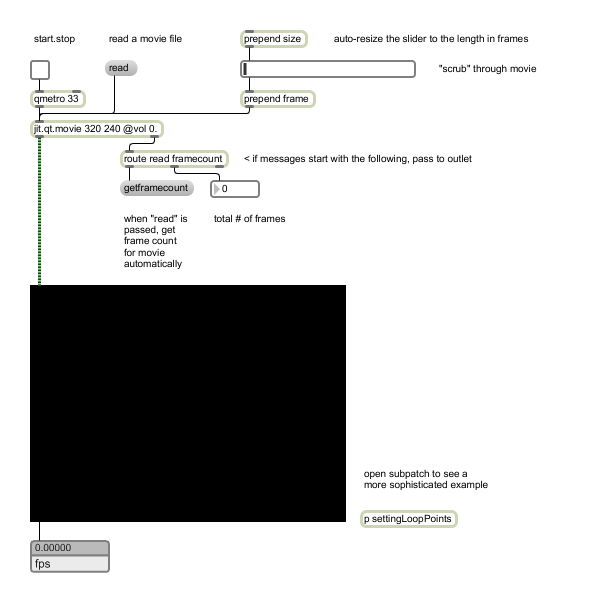 start.stop
read a movie file
prepend size
auto-resize the slider to the length in frames
read
"scrub" through movie
qmetro 33
prepend frame
jit.qt.movie 320 240 @vol 0.
route read framecount
< if messages start with the following, pass to outlet
getframecount
0
when "read" is
passed, get
frame count
for movie
automatically
total # of frames
open subpatch to see a
more sophisticated example
p settingLoopPoints
0.00000
fps